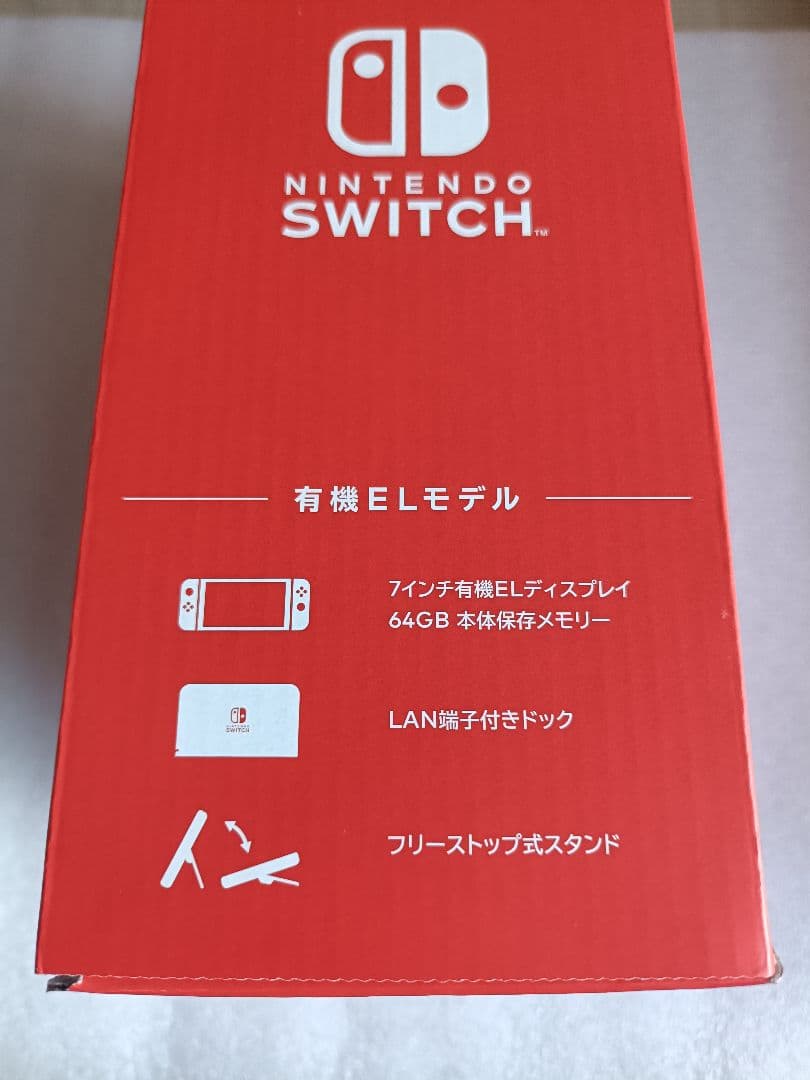 NINTENDO
SWITCH™
有機ELモデル
7インチ有機ELディスプレイ
64GB 本体保存メモリー
NINTENDO
SWITCH
LAN端子付きドック
フリーストップ式スタンド